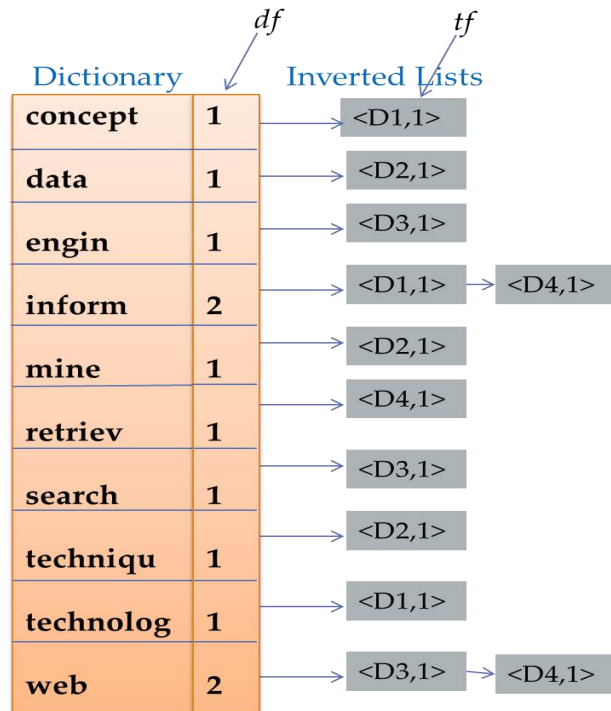 df tf
Dictionary Inverted Lists
concept 1 <D1,1>
data 1 <D2,1>
engin 1 <D3,1>
inform 2 <D1,1> <D4,1>
mine 1 <D2,1>
retriev 1 <D4,1>
search 1 <D3,1>
techniqu 1 <D2,1>
technolog 1 <D1,1>
web 2 <D3,1> <D4,1>